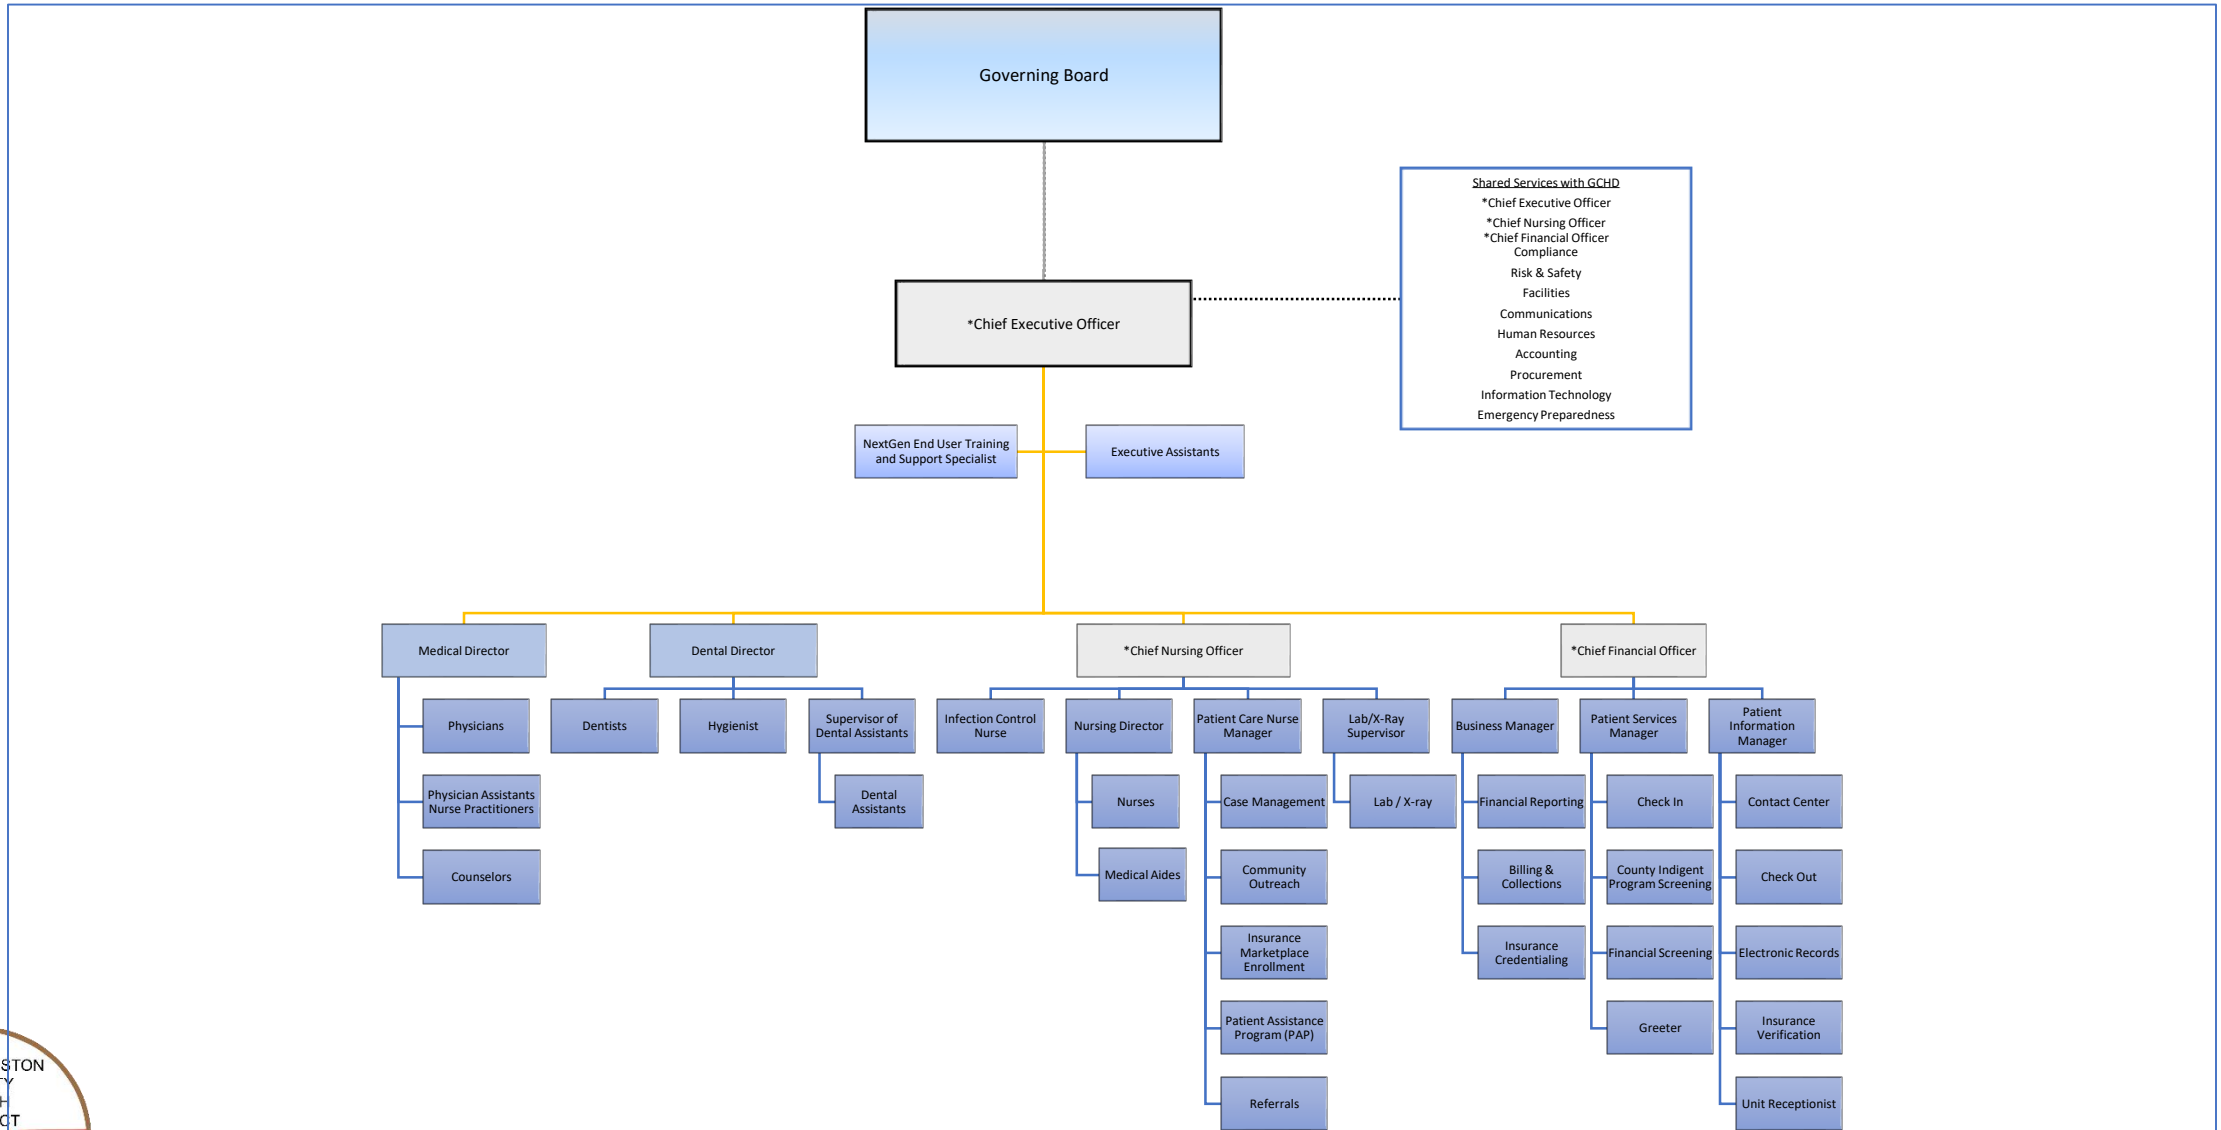 Governing Board
Shared Services with GCHD
*Chief Executive Officer
*Chief Nursing Officer
*Chief Financial Officer
Compliance
Risk & Safety
Facilities
Communications
Human Resources
Accounting
Procurement
Information Technology
Emergency Preparedness
*Chief Executive Officer
NextGen End User Training
and Support Specialist
Executive Assistants
Medical Director
Dental Director
*Chief Nursing Officer
*Chief Financial Officer
Physicians
Physician Assistants
Nurse Practitioners
Counselors
Dentists
Hygienist
Supervisor of
Dental Assistants
Dental
Assistants
Infection Control
Nurse
Nursing Director
Nurses
Medical Aides
Patient Care Nurse
Manager
Case Management
Community
Outreach
Insurance
Marketplace
Enrollment
Patient Assistance
Program (PAP)
Referrals
Lab/X-Ray
Supervisor
Lab / X-ray
Business Manager
Financial Reporting
Billing &
Collections
Insurance
Credentialing
Patient Services
Manager
Check In
County Indigent
Program Screening
Financial Screening
Greeter
Patient
Information
Manager
Contact Center
Check Out
Electronic Records
Insurance
Verification
Unit Receptionist
STON
TY
H
CT